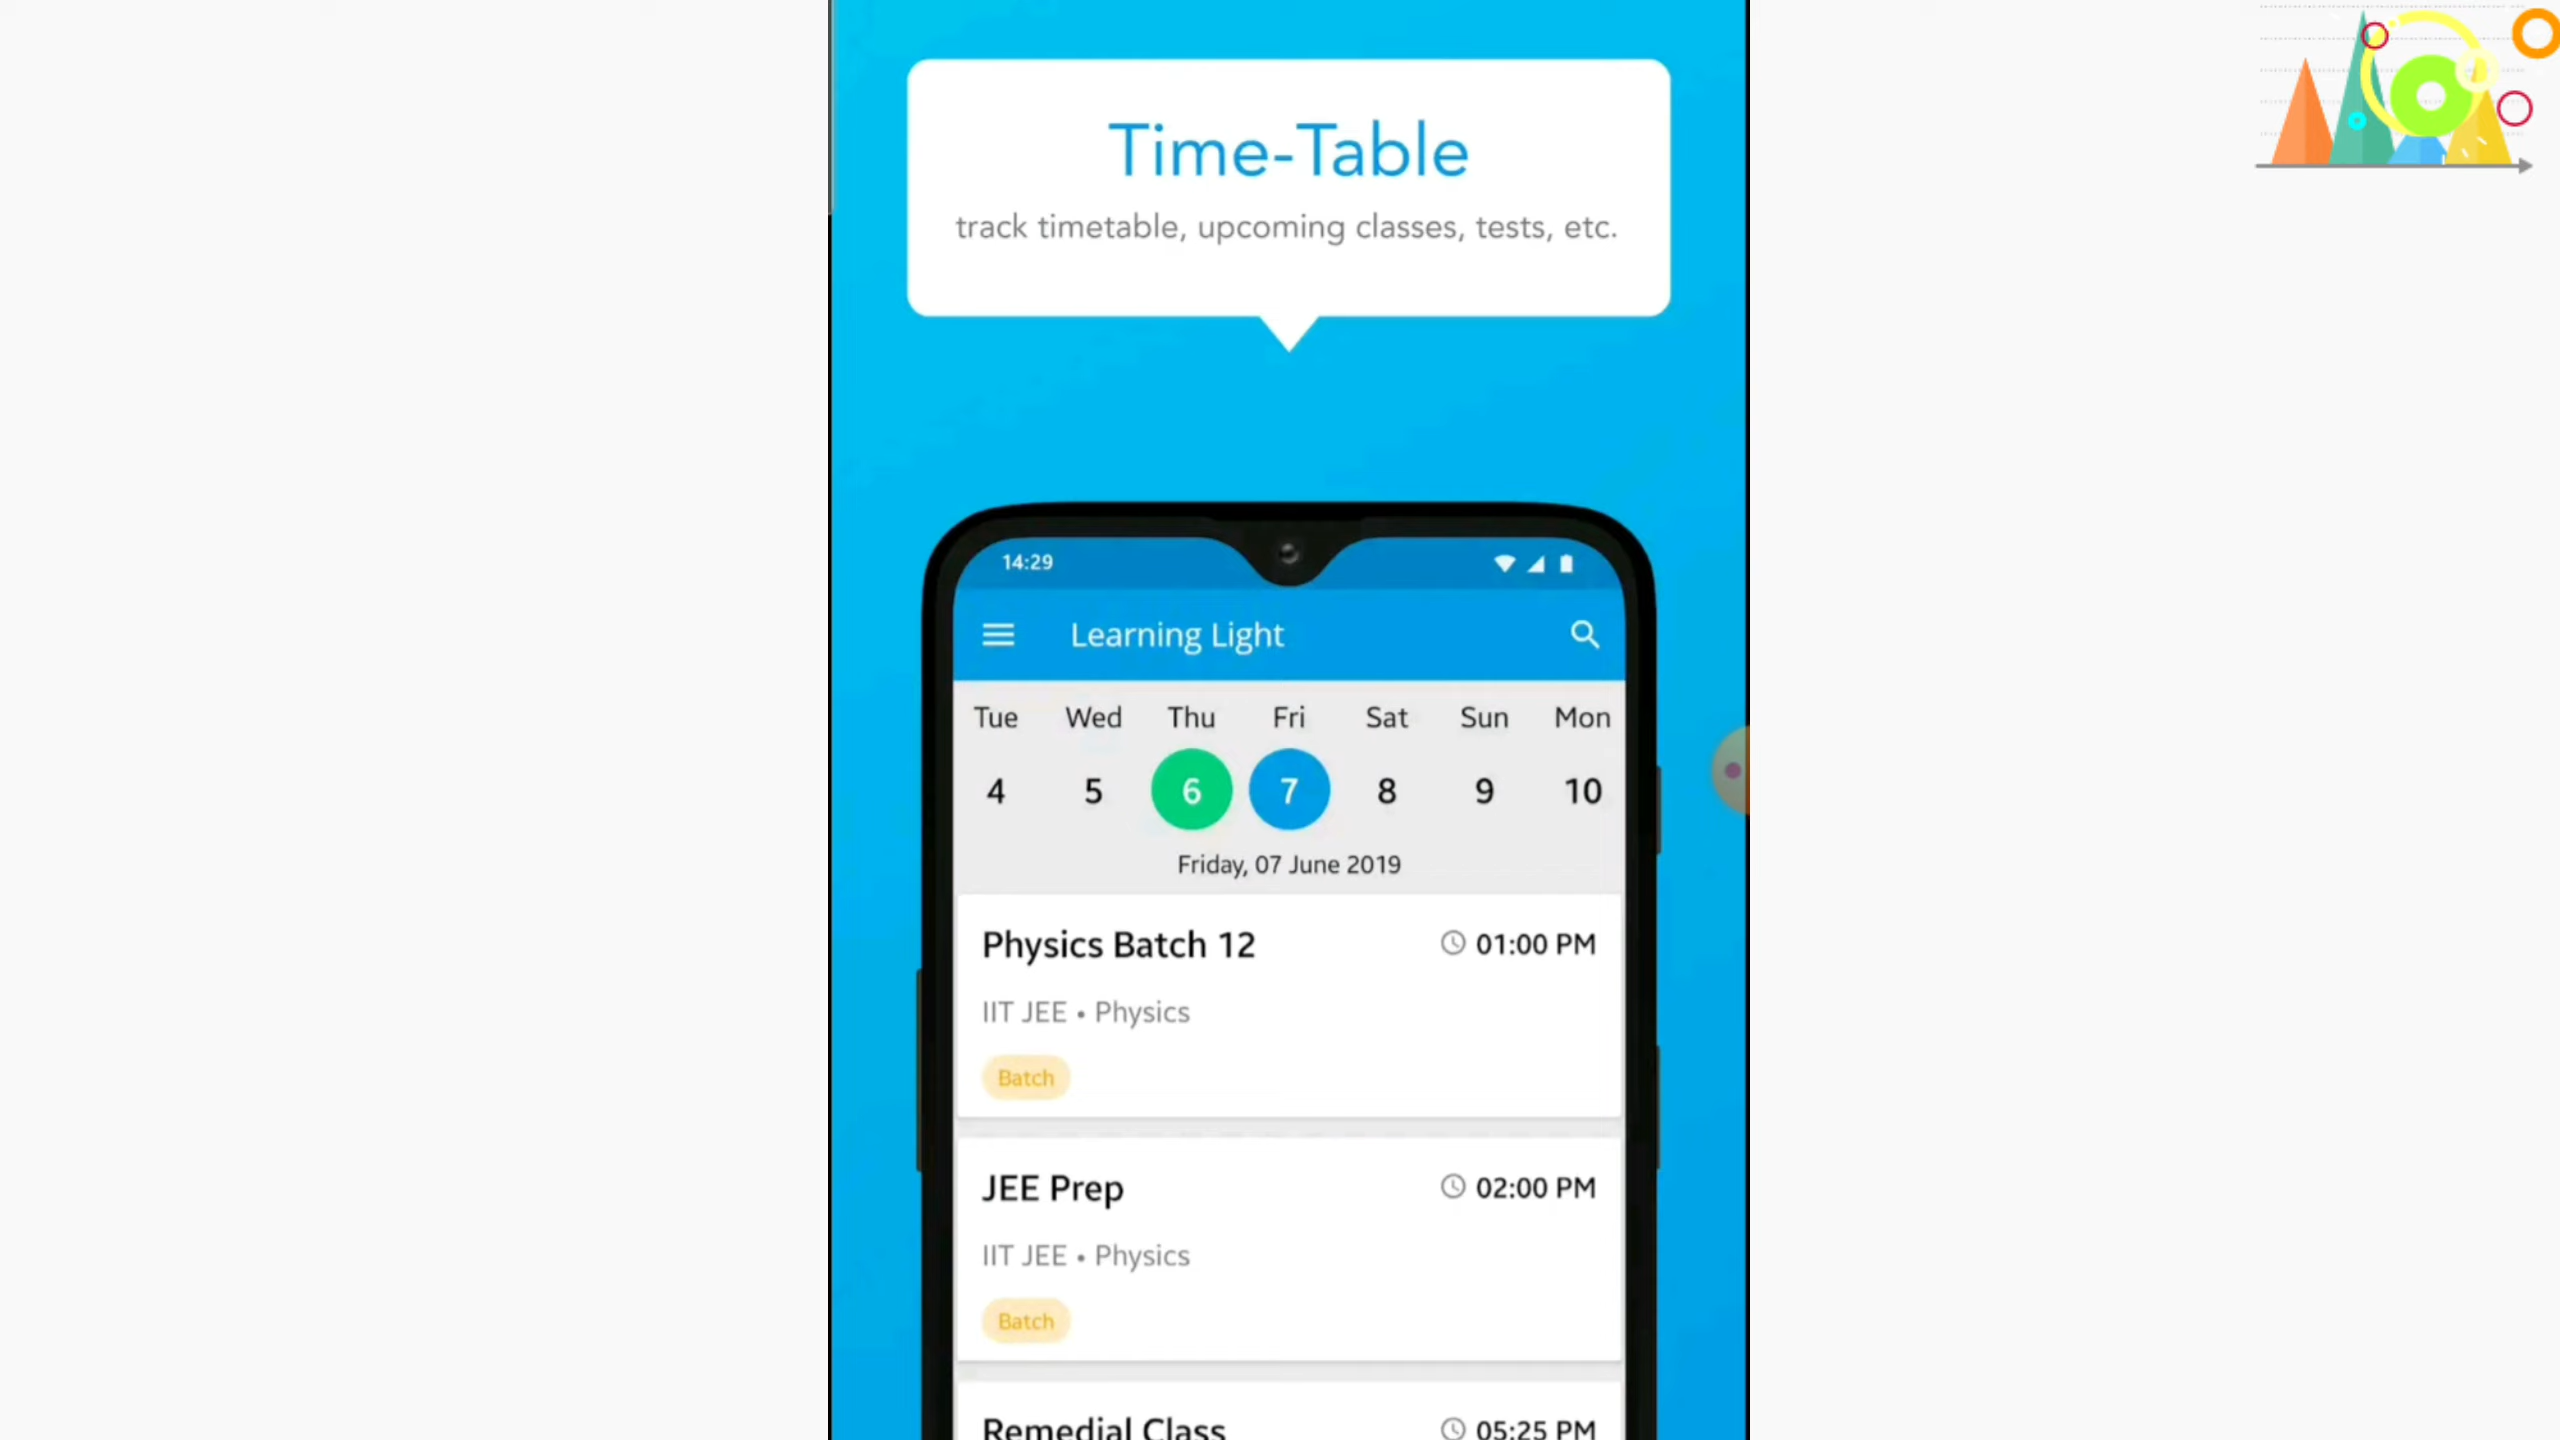 Time-Table
track timetable, upcoming classes, tests, etc.
14:29
Learning Light
Tue Wed Thu Fri Sat Sun Mon
4 5 6 7 8 9 10
Friday, 07 June 2019
Physics Batch 12 01:00 PM
IIT JEE • Physics
Batch
JEE Prep 02:00 PM
IIT JEE • Physics
Batch
Remedial Class 05:25 PM